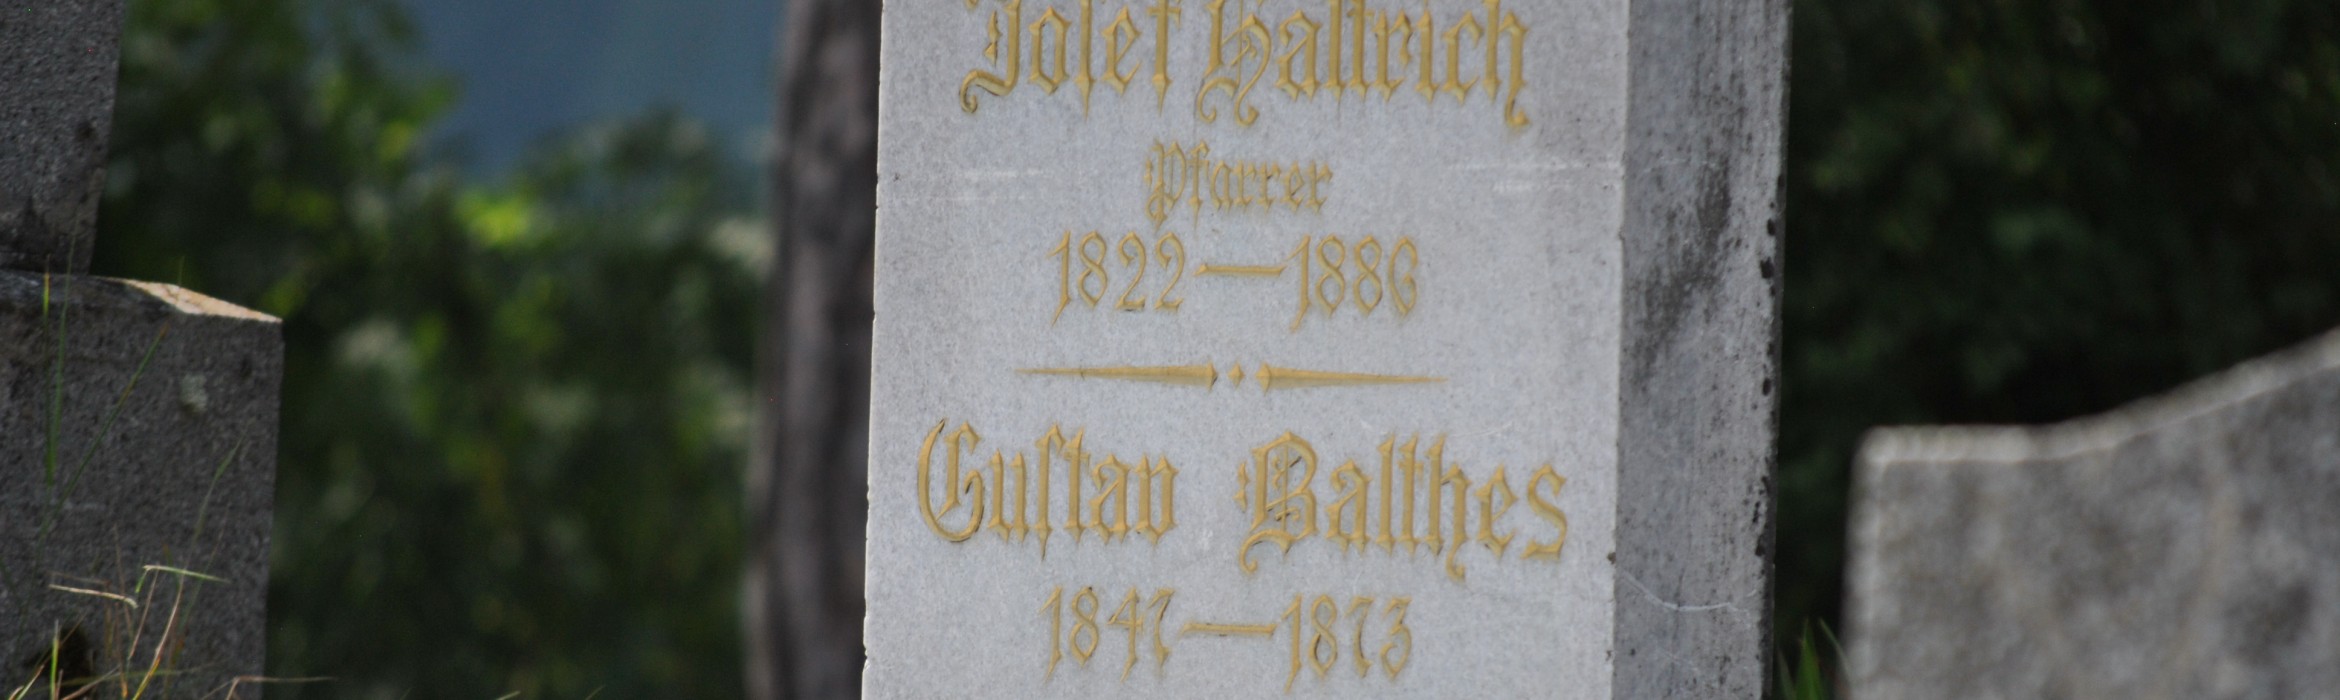 Joſef Haltrich
Pfarrer
1822—1886
Guſtav Balthes
1847—1873